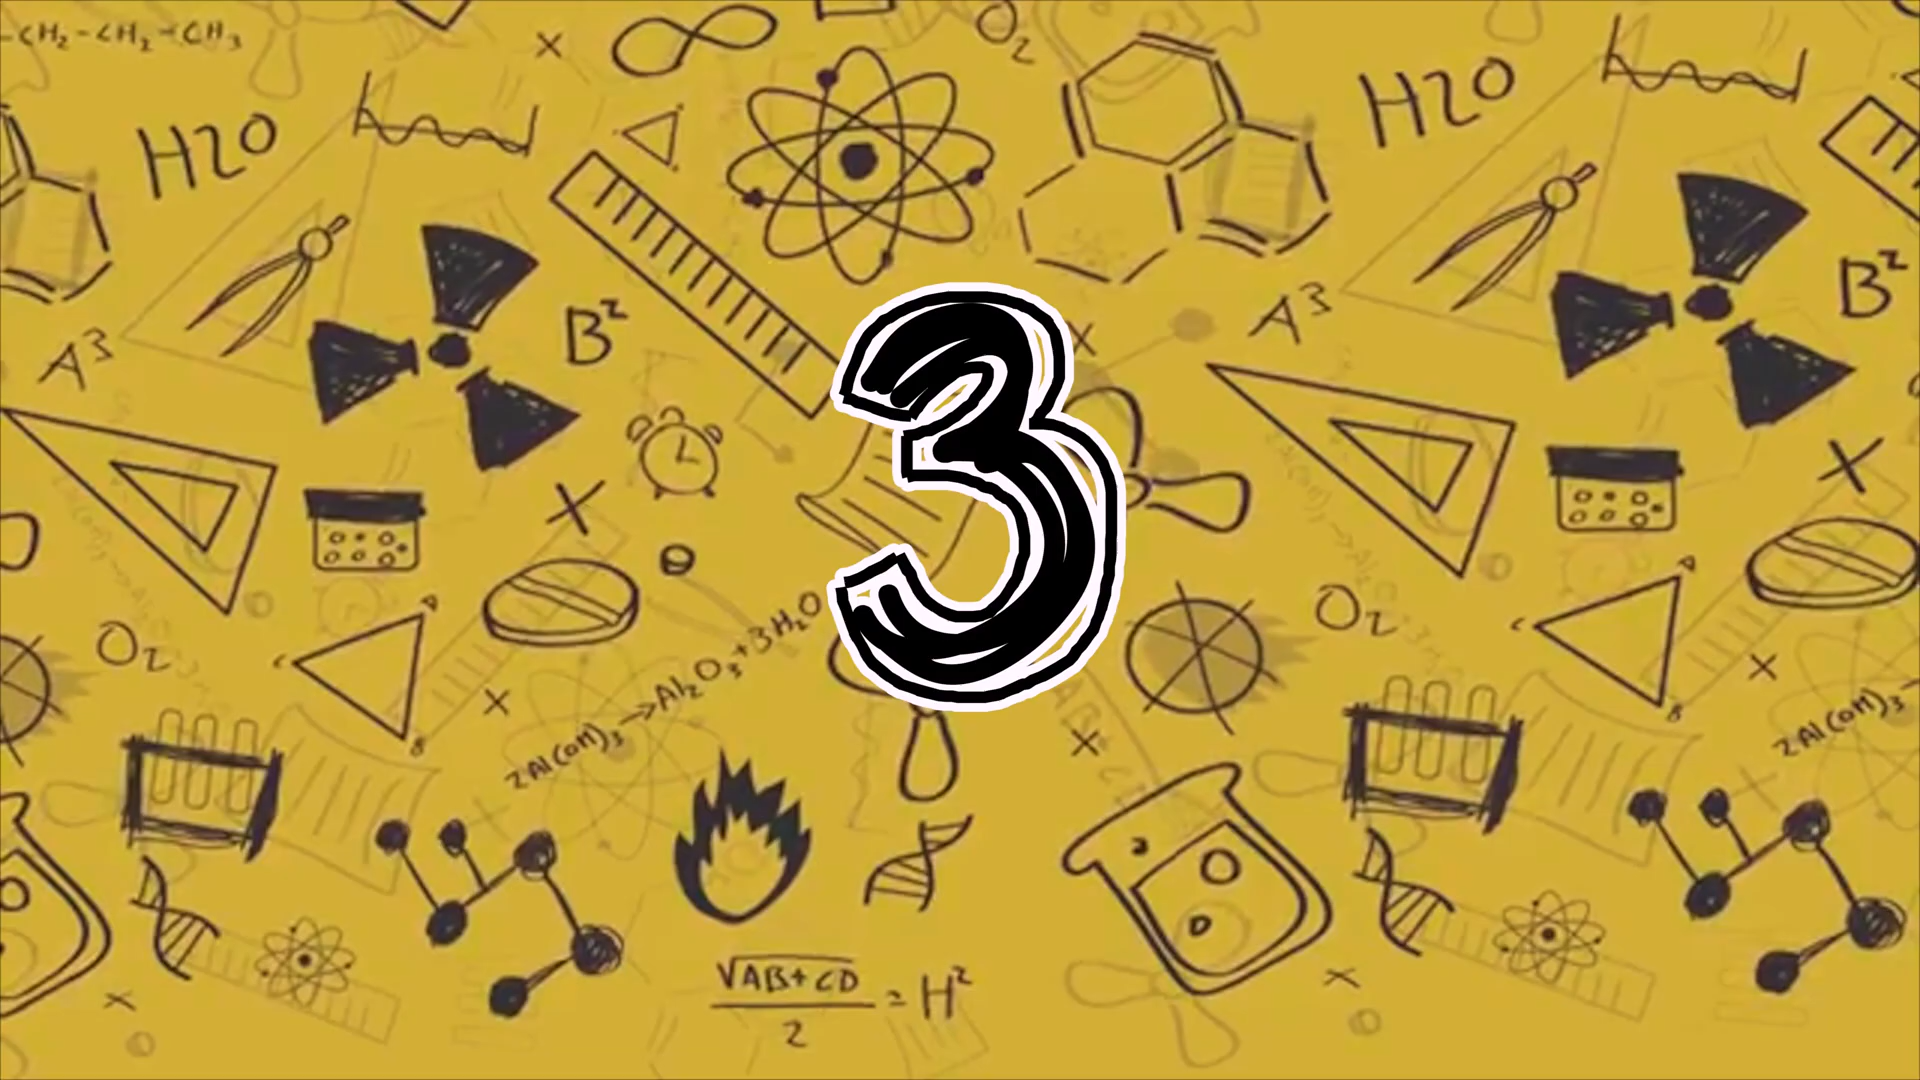 -CH2-CH2-CH3
O2
H2O
H2O
B²
B²
A³
A³
3
O2
O2
2Al(OH)3→Al2O3+3H2O
2Al(OH)3→
√AB+CD
2
=H²